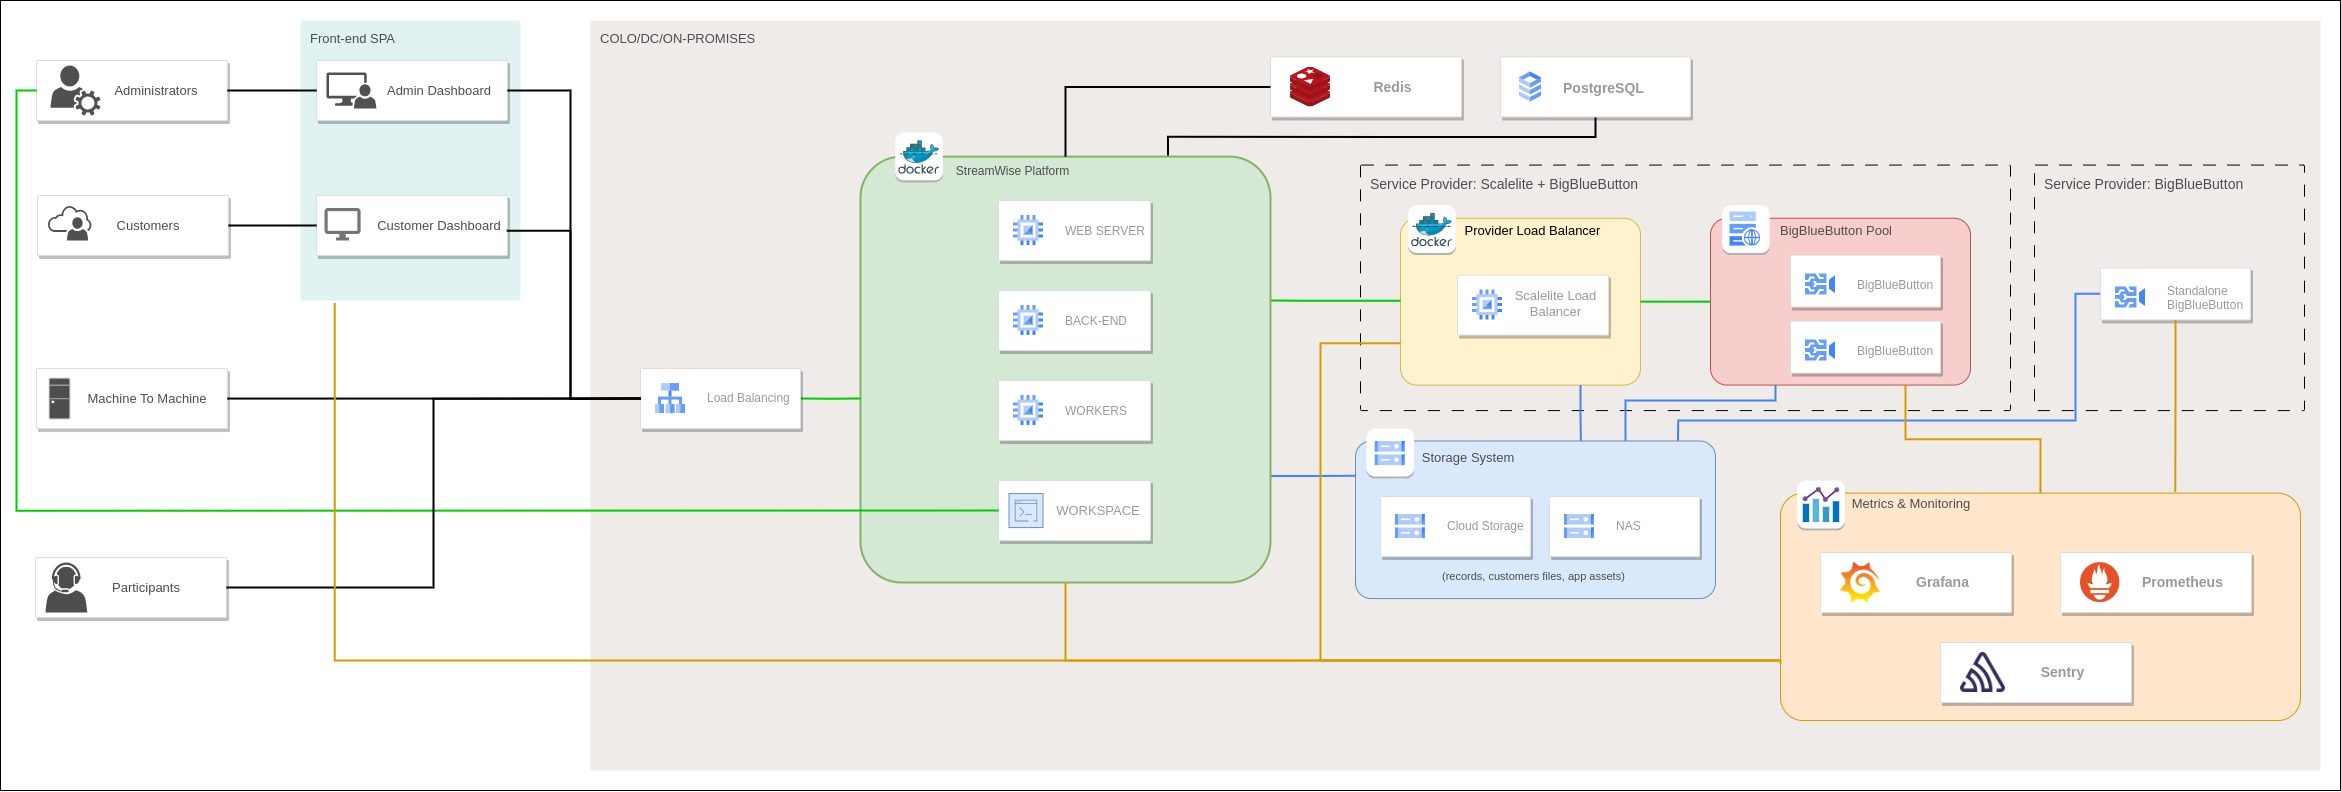 Front-end SPA
COLO/DC/ON-PROMISES
Administrators
Admin Dashboard
Redis
PostgreSQL
docker
StreamWise Platform
Service Provider: Scalelite + BigBlueButton
Service Provider: BigBlueButton
Customers
Customer Dashboard
WEB SERVER
docker
Provider Load Balancer
BigBlueButton Pool
Scalelite Load
Balancer
BigBlueButton
BigBlueButton
Standalone
BigBlueButton
BACK-END
Machine To Machine
Load Balancing
WORKERS
Storage System
WORKSPACE
Cloud Storage
NAS
(records, customers files, app assets)
Metrics & Monitoring
Participants
Grafana
Prometheus
Sentry